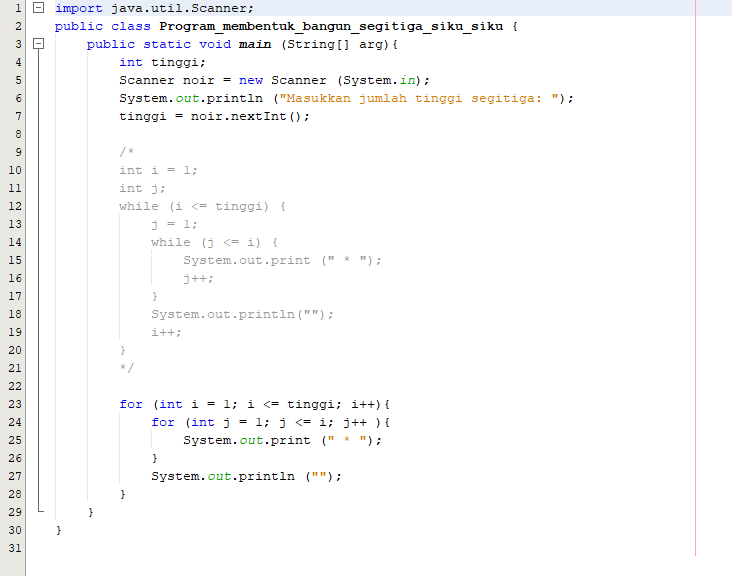 1 import java.util.Scanner;
2 public class Program_membentuk_bangun_segitiga_siku_siku {
3     public static void main (String[] arg){
4         int tinggi;
5         Scanner noir = new Scanner (System.in);
6         System.out.println ("Masukkan jumlah tinggi segitiga: ");
7         tinggi = noir.nextInt();
8
9         /*
10         int i = 1;
11         int j;
12         while (i <= tinggi) {
13             j = 1;
14             while (j <= i) {
15                 System.out.print (" * ");
16                 j++;
17             }
18             System.out.println("");
19             i++;
20         }
21         */
22
23         for (int i = 1; i <= tinggi; i++){
24             for (int j = 1; j <= i; j++ ){
25                 System.out.print (" * ");
26             }
27             System.out.println ("");
28         }
29     }
30 }
31